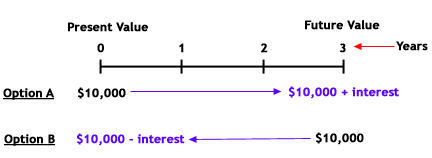 Present Value Future Value
0 1 2 3 Years
Option A $10,000 $10,000 + interest
Option B $10,000 - interest $10,000